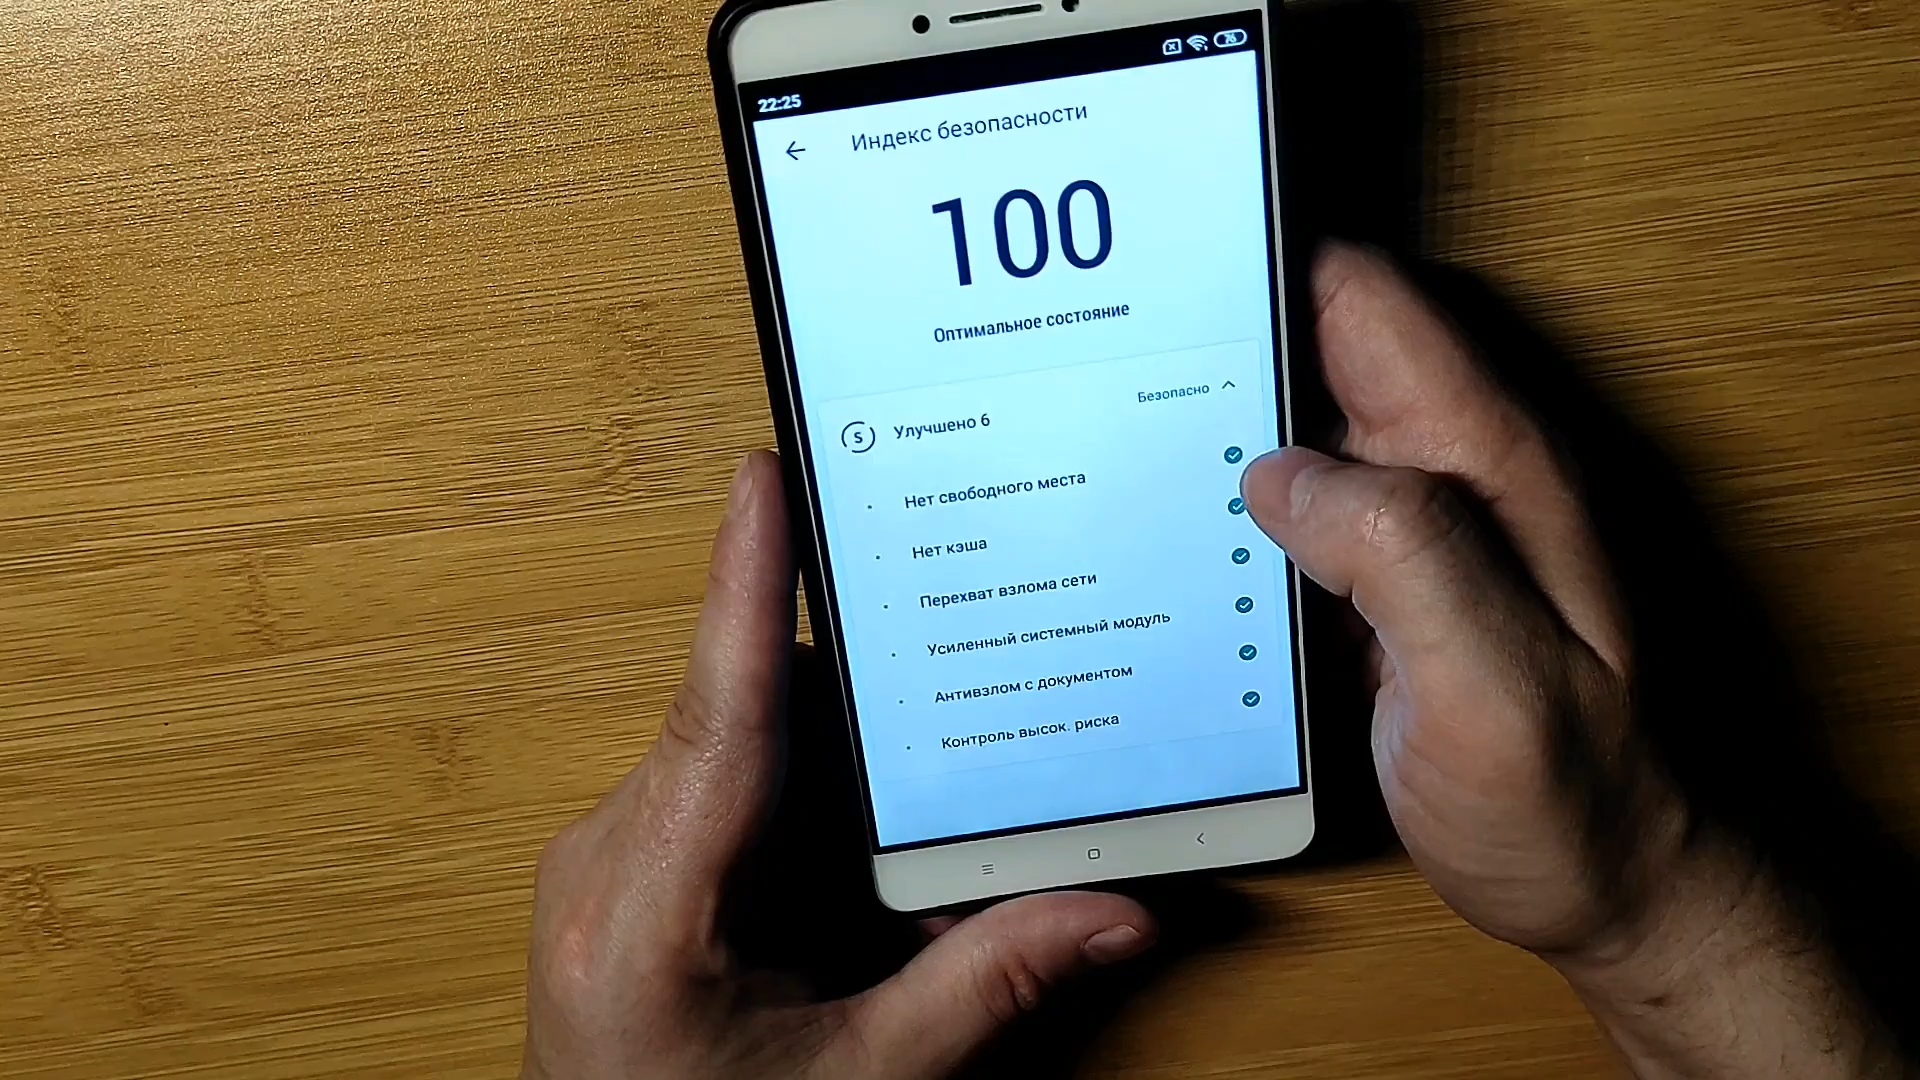 22:25
76
Индекс безопасности
100
Оптимальное состояние
S Улучшено 6 Безопасно
Нет свободного места
Нет кэша
Перехват взлома сети
Усиленный системный модуль
Антивзлом с документом
Контроль высок. риска